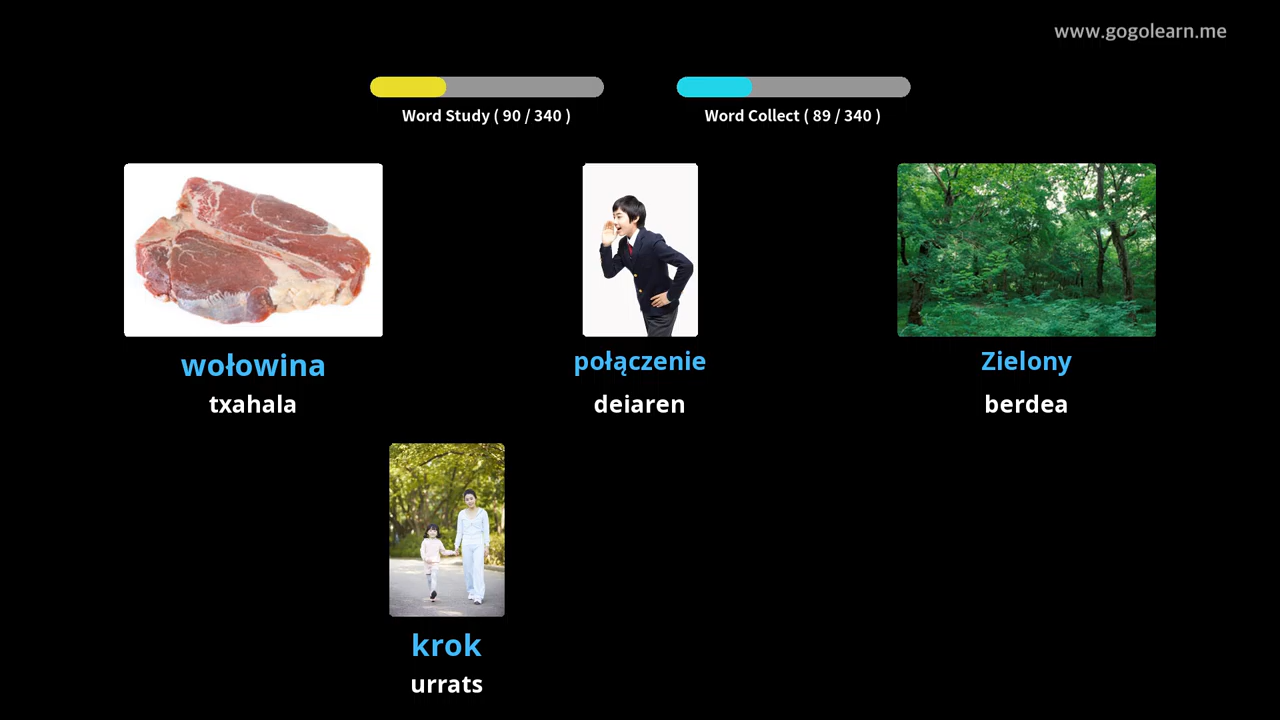 www.gogolearn.me
Word Study ( 90 / 340 )
Word Collect ( 89 / 340 )
wołowina
txahala
połączenie
deiaren
Zielony
berdea
krok
urrats